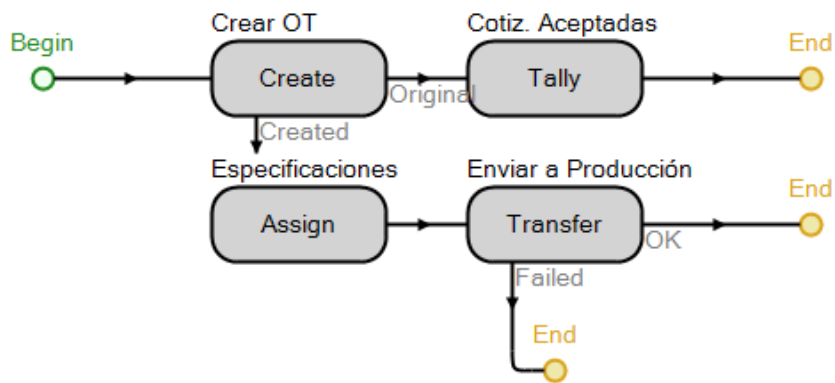 Crear OT
Cotiz. Aceptadas
Begin
End
Create
Original
Tally
Created
Especificaciones
Enviar a Producción
End
Assign
Transfer
OK
Failed
End